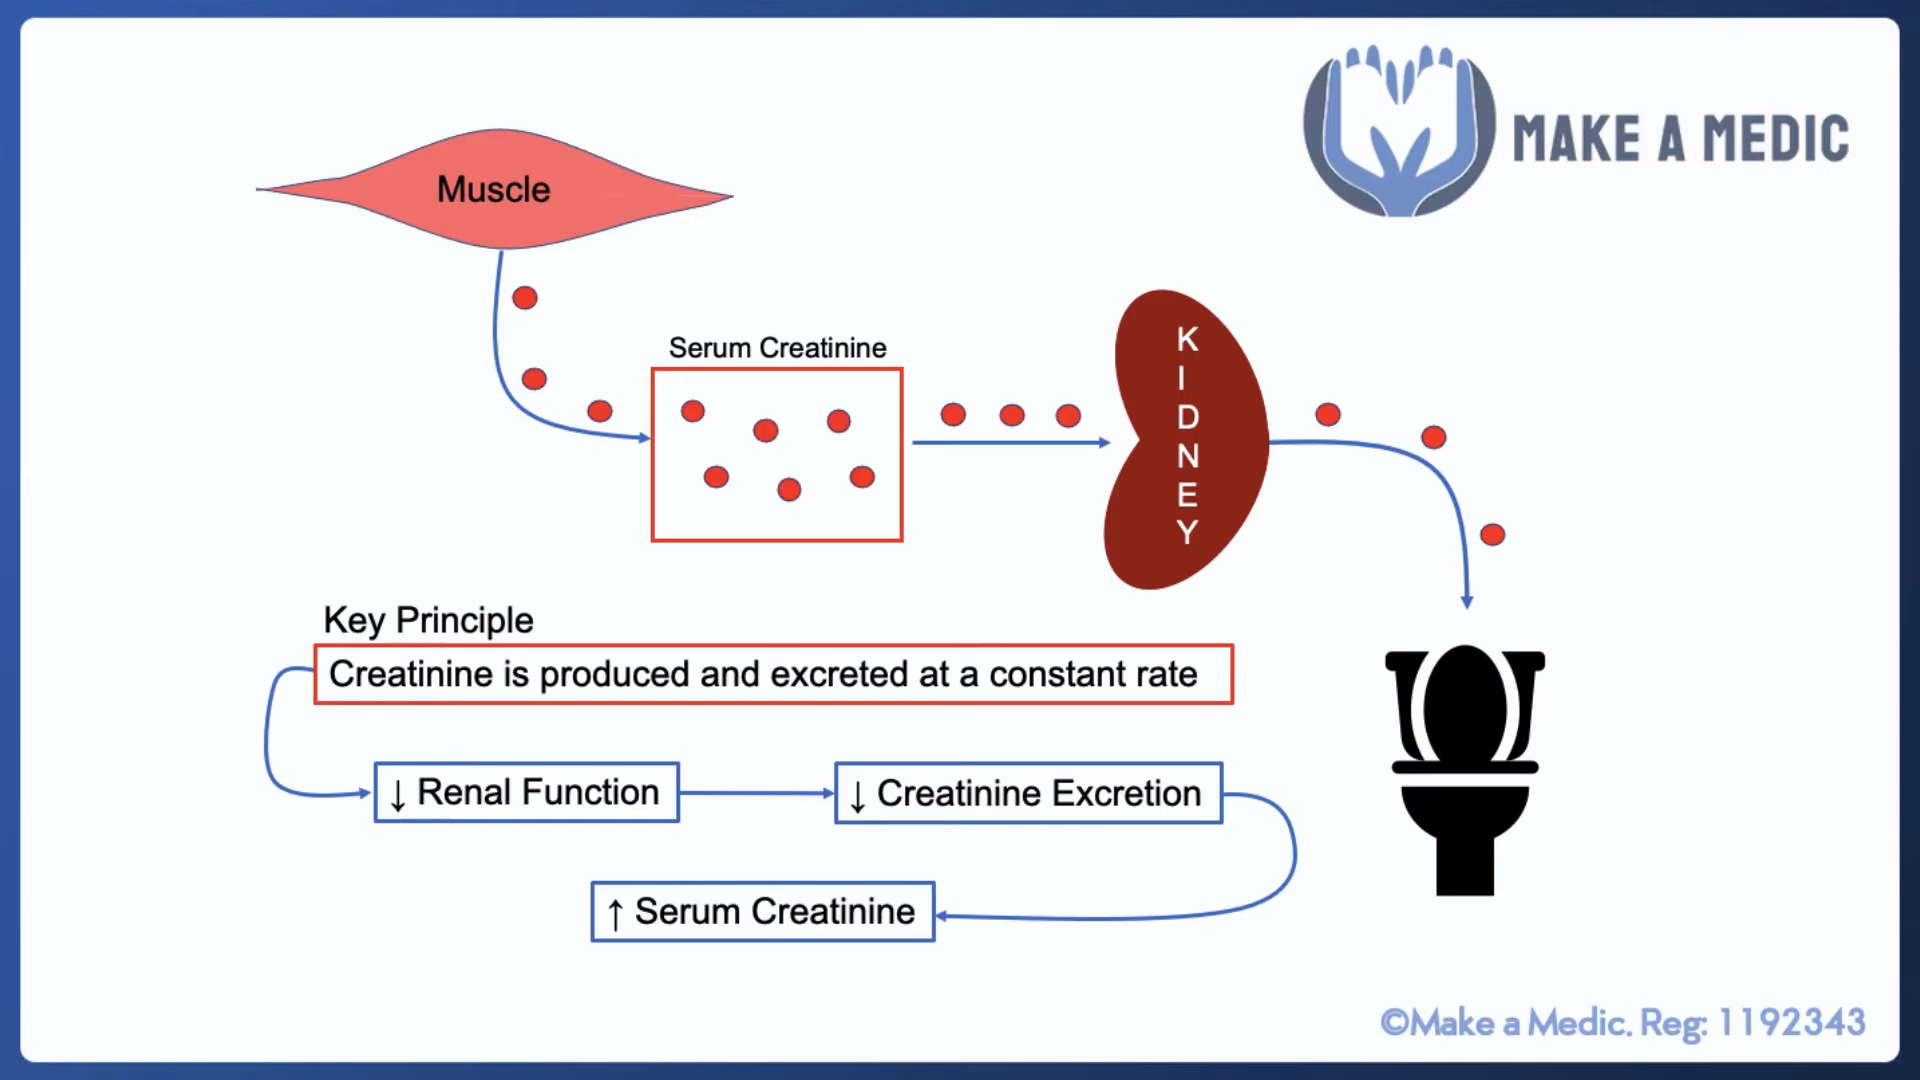 MAKE A MEDIC
Muscle
Serum Creatinine
K
I
D
N
E
Y
Key Principle
Creatinine is produced and excreted at a constant rate
↓ Renal Function
↓ Creatinine Excretion
↑ Serum Creatinine
©Make a Medic. Reg: 1192343